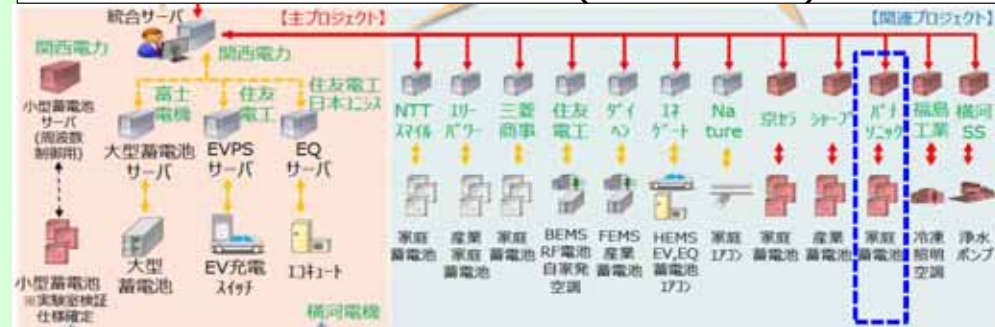 統合サーバ
【主プロジェクト】
【関連プロジェクト】
関西電力
関西電力
小型蓄電池
サーバ
(周波数
制御用)
富士
電機
住友
電工
住友電工
日本ユニシス
大型蓄電池
サーバ
EVPS
サーバ
EQ
サーバ
小型蓄電池
※実験室検証
仕様確定
大型
蓄電池
EV充電
スイッチ
エコキュート
横河電機
NTT
スマイル
エリー
パワー
三菱
商事
住友
電工
ダイ
ヘン
エネ
ゲート
Na
ture
京セラ
シャープ
パナ
ソニック
福島
工業
横河
SS
家庭
蓄電池
産業
家庭
蓄電池
家庭
蓄電池
BEMS
RF電池
自家発
空調
FEMS
産業
蓄電池
HEMS
EV,EQ
蓄電池
エアコン
家庭
エアコン
家庭
蓄電池
産業
蓄電池
家庭
蓄電池
冷凍
照明
空調
浄水
ポンプ